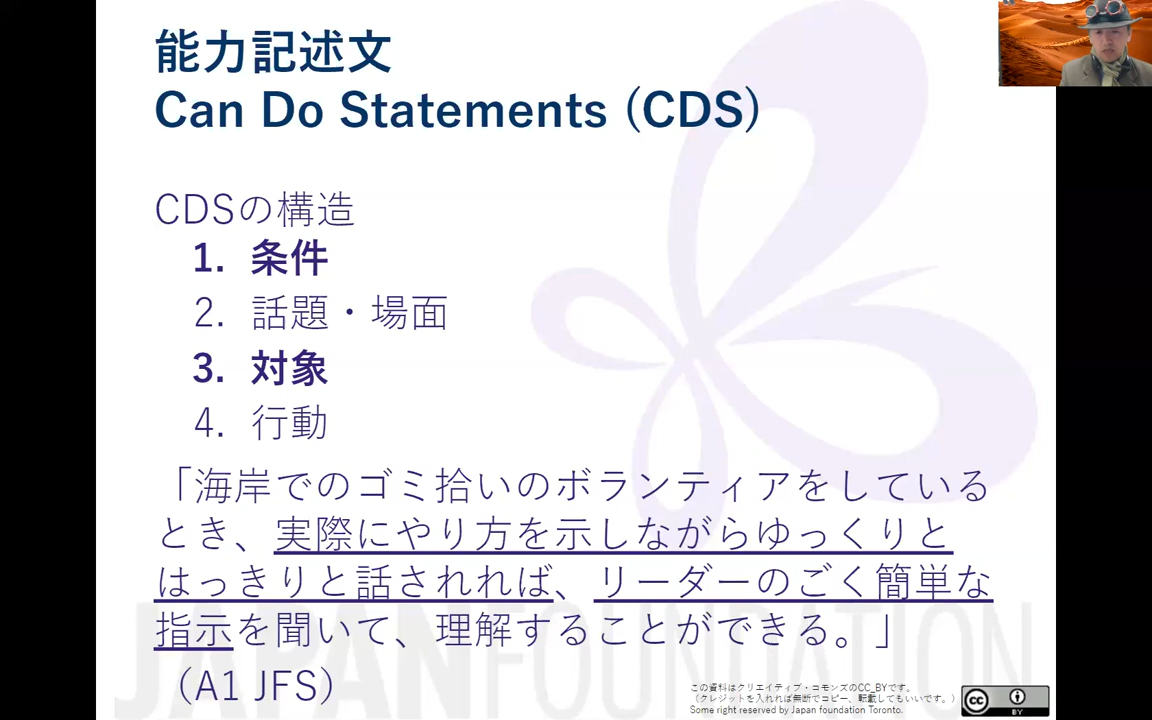 能力記述文
Can Do Statements (CDS)
CDSの構造
1. 条件
2. 話題・場面
3. 対象
4. 行動
「海岸でのゴミ拾いのボランティアをしている
とき、実際にやり方を示しながらゆっくりと
はっきりと話されれば、リーダーのごく簡単な
指示を聞いて、理解することができる。」
（A1 JFS）
JAPANFOUNDATION
この資料はクリエイティブ・コモンズのCC_BYです。
（クレジットを入れれば無断でコピー、転載してもいいです。）
Some right reserved by Japan foundation Toronto.
cc
BY